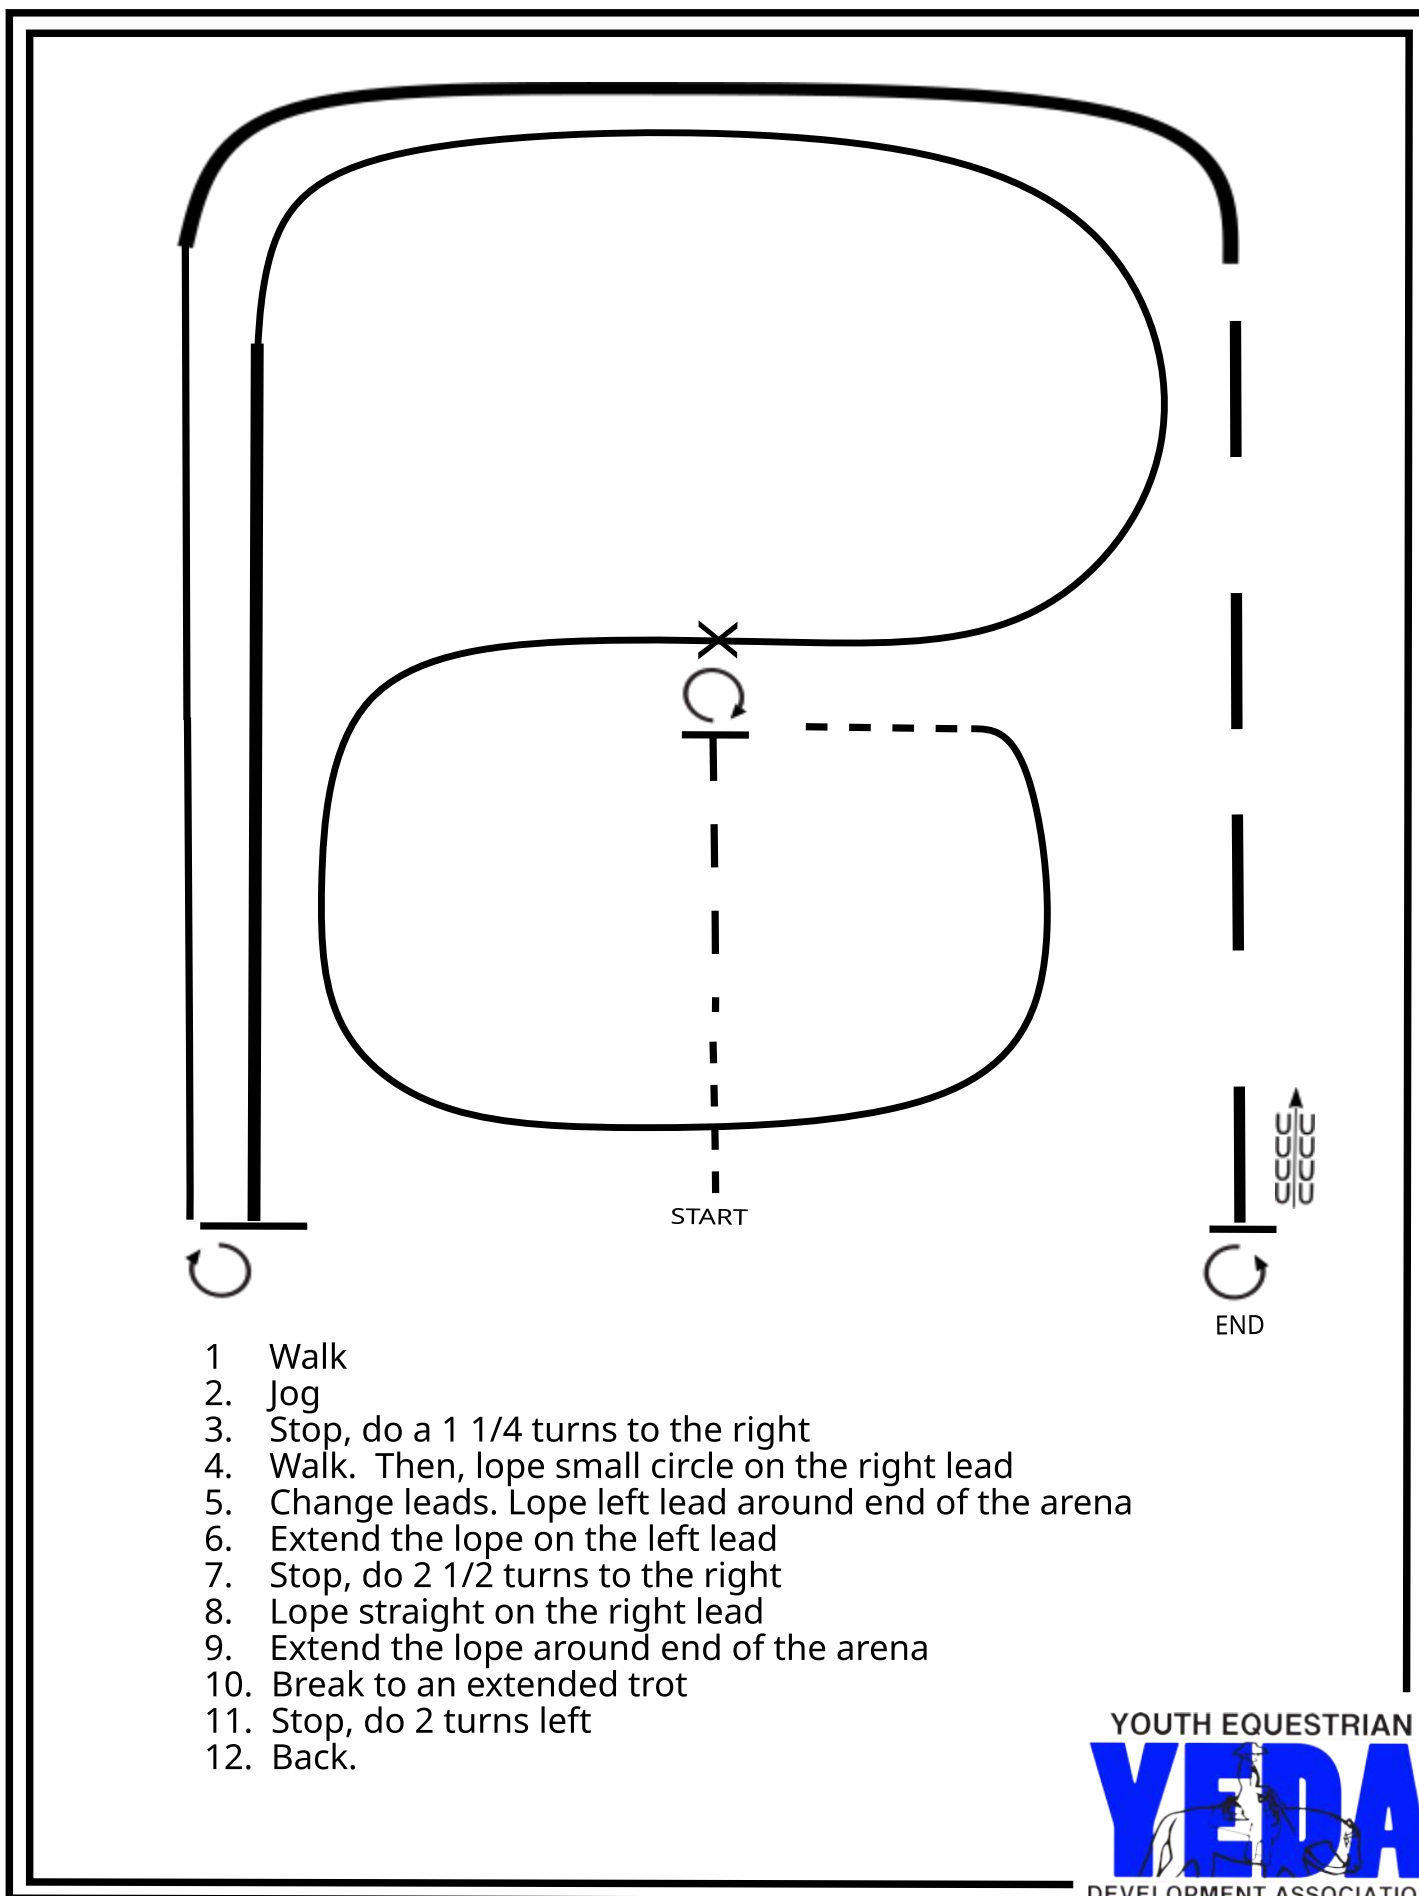 START
END
1 Walk
2. Jog
3. Stop, do a 1 1/4 turns to the right
4. Walk. Then, lope small circle on the right lead
5. Change leads. Lope left lead around end of the arena
6. Extend the lope on the left lead
7. Stop, do 2 1/2 turns to the right
8. Lope straight on the right lead
9. Extend the lope around end of the arena
10. Break to an extended trot
11. Stop, do 2 turns left
12. Back.
YOUTH EQUESTRIAN
YEDA
DEVELOPMENT ASSOCIATIO